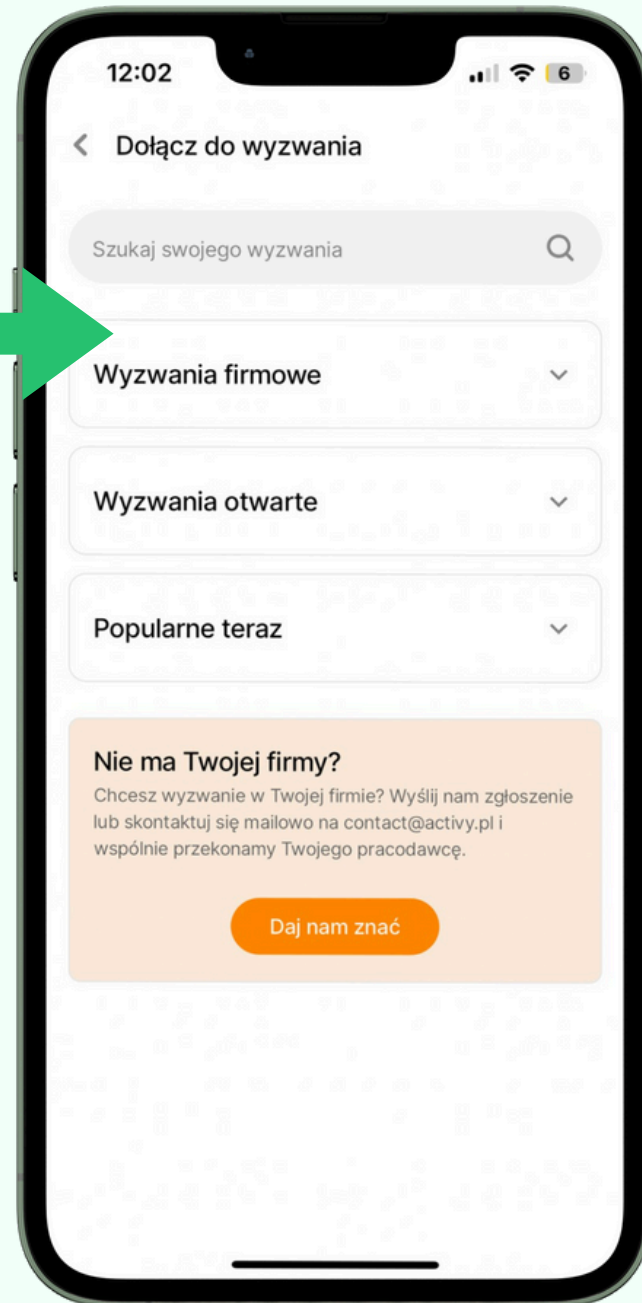 12:02
6
Dołącz do wyzwania
Szukaj swojego wyzwania
Wyzwania firmowe
Wyzwania otwarte
Popularne teraz
Nie ma Twojej firmy?
Chcesz wyzwanie w Twojej firmie? Wyślij nam zgłoszenie
lub skontaktuj się mailowo na contact@activy.pl i
wspólnie przekonamy Twojego pracodawcę.
Daj nam znać